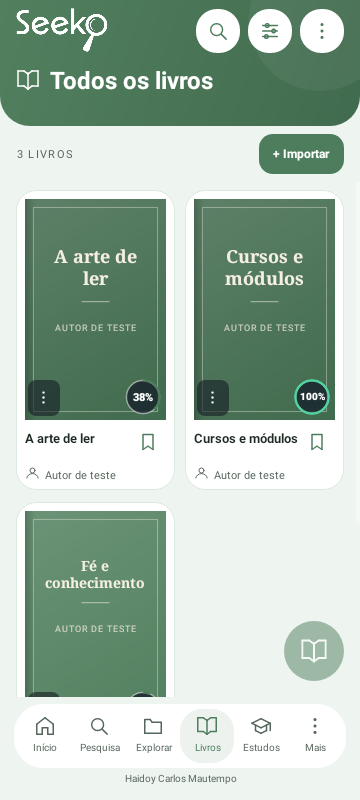 Seeko
Todos os livros
3 LIVROS
+ Importar
A arte de
ler
AUTOR DE TESTE
38%
A arte de ler
Autor de teste
Cursos e
módulos
AUTOR DE TESTE
100%
Cursos e módulos
Autor de teste
Fé e
conhecimento
AUTOR DE TESTE
Início
Pesquisa
Explorar
Livros
Estudos
Mais
Haidoy Carlos Mautempo